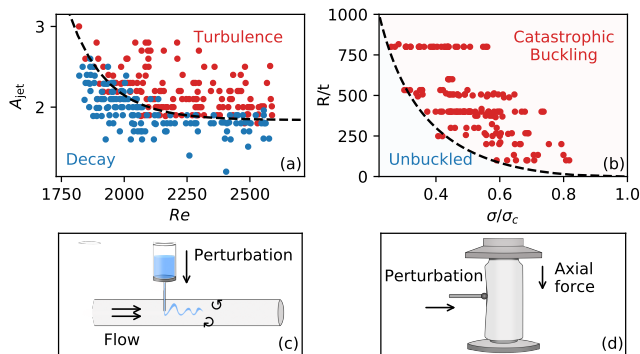 3
2
A_jet
Turbulence
Decay
(a)
1750
2000
2250
2500
Re
1000
750
500
250
0
R/t
Catastrophic
Buckling
Unbuckled
(b)
0.4
0.6
0.8
1.0
σ/σ_c
Perturbation
Flow
(c)
Perturbation
Axial
force
(d)